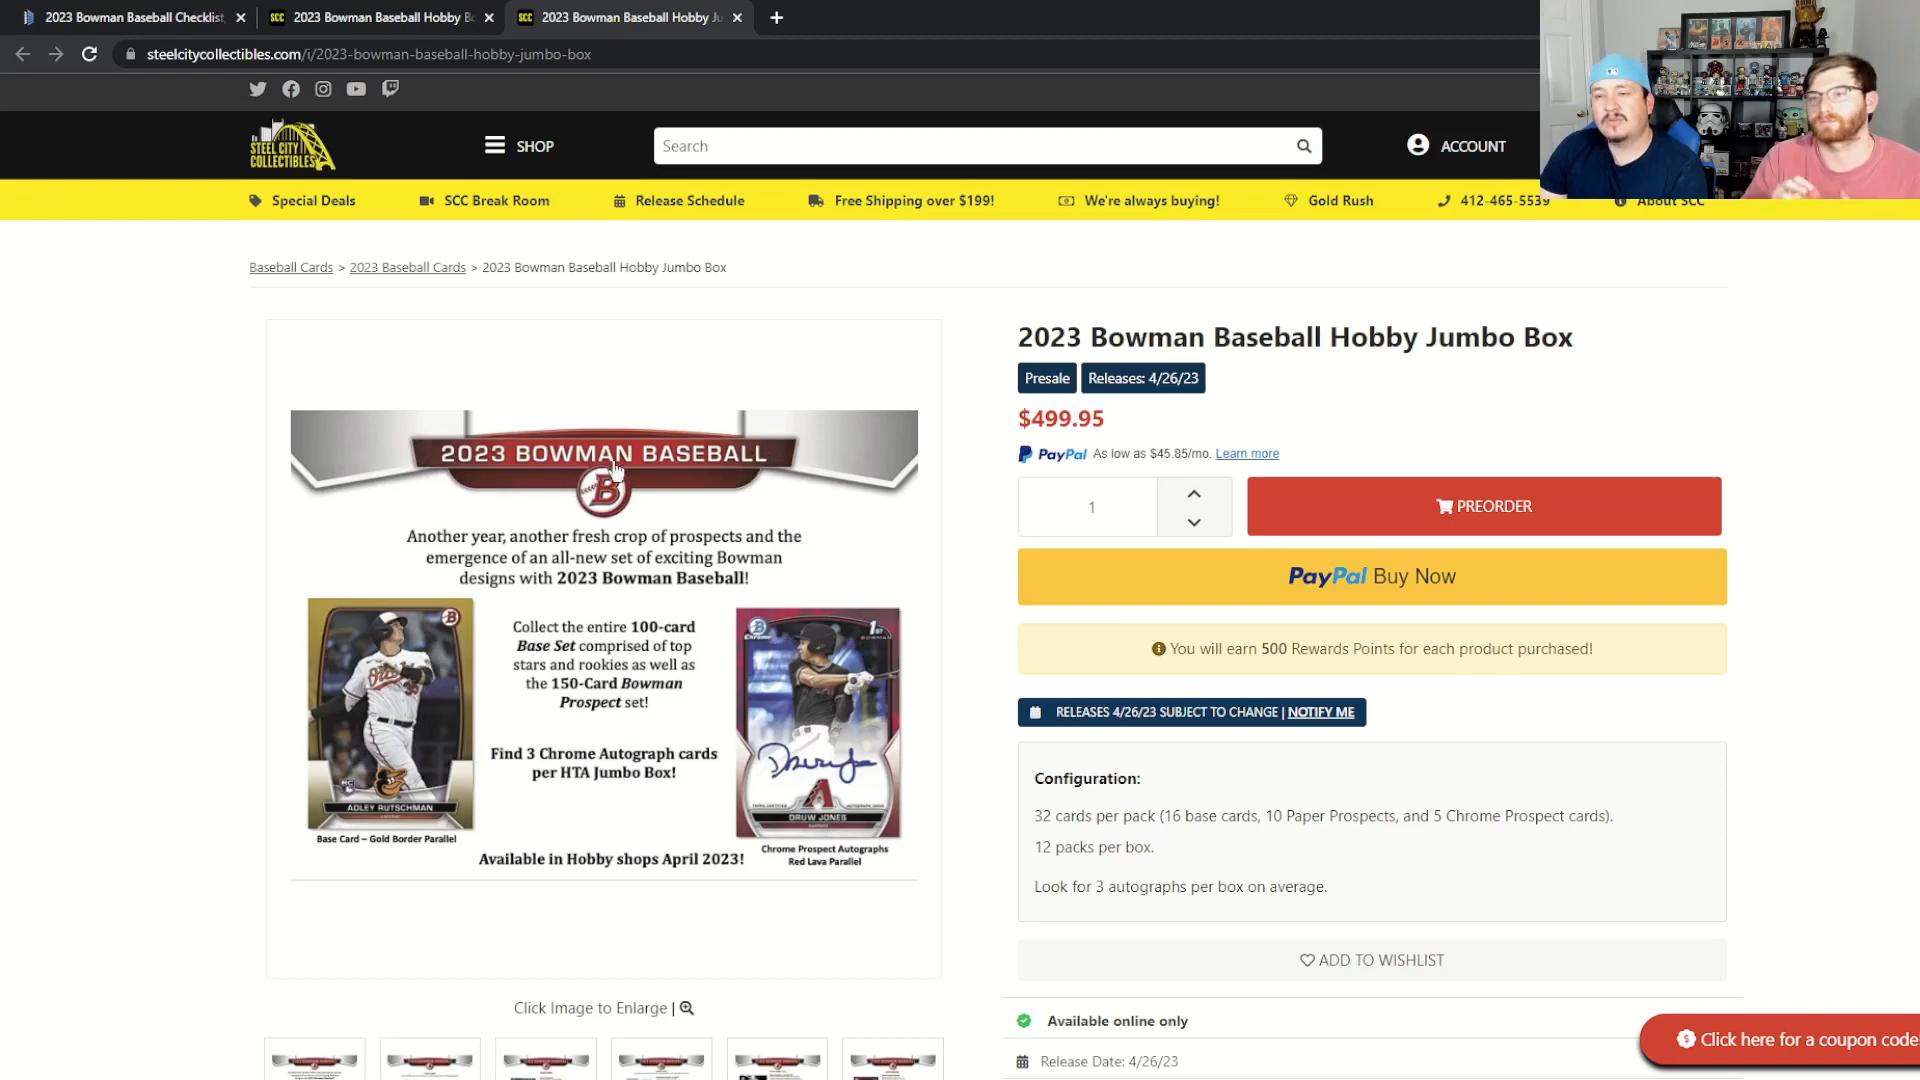 2023 Bowman Baseball Checklist,
2023 Bowman Baseball Hobby B
2023 Bowman Baseball Hobby Ju
steelcitycollectibles.com/i/2023-bowman-baseball-hobby-jumbo-box
STEEL CITY
COLLECTIBLES
SHOP
Search
ACCOUNT
Special Deals
SCC Break Room
Release Schedule
Free Shipping over $199!
We're always buying!
Gold Rush
412-465-5539
About SCC
Baseball Cards > 2023 Baseball Cards > 2023 Bowman Baseball Hobby Jumbo Box
2023 BOWMAN BASEBALL
B
Another year, another fresh crop of prospects and the
emergence of an all-new set of exciting Bowman
designs with 2023 Bowman Baseball!
Collect the entire 100-card
Base Set comprised of top
stars and rookies as well as
the 150-Card Bowman
Prospect set!
Find 3 Chrome Autograph cards
per HTA Jumbo Box!
ADLEY RUTSCHMAN
Base Card – Gold Border Parallel
Chrome
1ST
BOWMAN
DRUW JONES
Chrome Prospect Autographs
Red Lava Parallel
Available in Hobby shops April 2023!
Click Image to Enlarge |
2023 Bowman Baseball Hobby Jumbo Box
Presale
Releases: 4/26/23
$499.95
PayPal As low as $45.85/mo. Learn more
1
PREORDER
PayPal Buy Now
You will earn 500 Rewards Points for each product purchased!
RELEASES 4/26/23 SUBJECT TO CHANGE | NOTIFY ME
Configuration:
32 cards per pack (16 base cards, 10 Paper Prospects, and 5 Chrome Prospect cards).
12 packs per box.
Look for 3 autographs per box on average.
ADD TO WISHLIST
Available online only
Release Date: 4/26/23
Click here for a coupon code